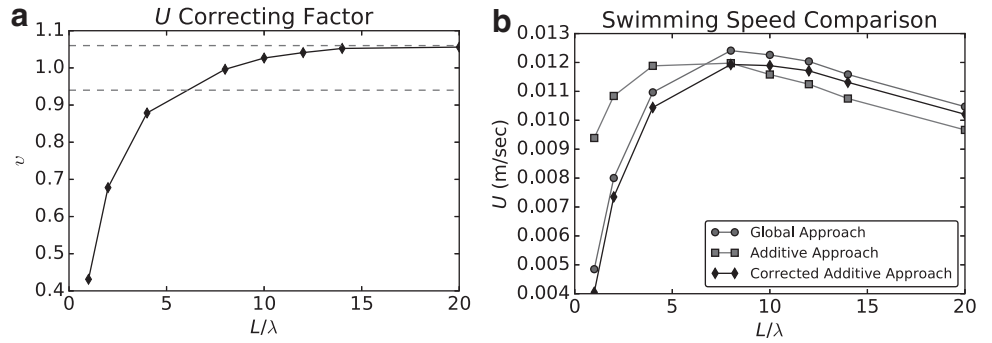 a
U Correcting Factor
1.1
1.0
0.9
0.8
0.7
0.6
0.5
0.4
υ
0
5
10
15
20
L/λ
b
Swimming Speed Comparison
0.013
0.012
0.011
0.010
0.009
0.008
0.007
0.006
0.005
0.004
U (m/sec)
Global Approach
Additive Approach
Corrected Additive Approach
0
5
10
15
20
L/λ